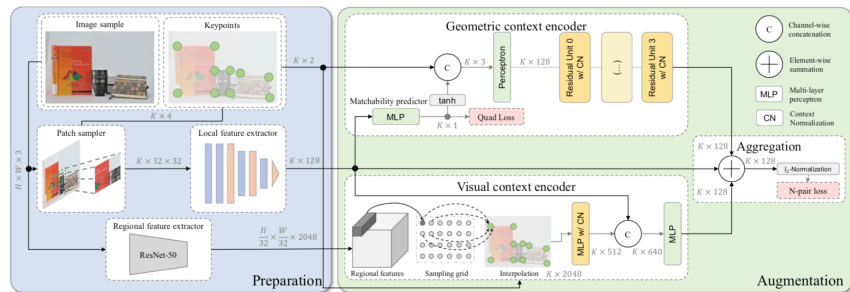 Image sample
Keypoints
K × 2
K × 4
H × W × 3
Patch sampler
Local feature extractor
K × 32 × 32
K × 128
Regional feature extractor
ResNet-50
H/32 × W/32 × 2048
Preparation
Geometric context encoder
C
K × 3
Perceptron
K × 128
Residual Unit 0
w/ CN
(...)
Residual Unit 3
w/ CN
tanh
Matchability predictor
MLP
K × 1
Quad Loss
Visual context encoder
Regional features
Sampling grid
Interpolation
K × 2048
MLP w/ CN
K × 512
C
K × 640
MLP
C
Channel-wise
concatenation
Element-wise
summation
MLP
Multi-layer
perceptron
CN
Context
Normalization
Aggregation
K × 128
K × 128
K × 128
K × 128
l₂-Normalization
N-pair loss
Augmentation